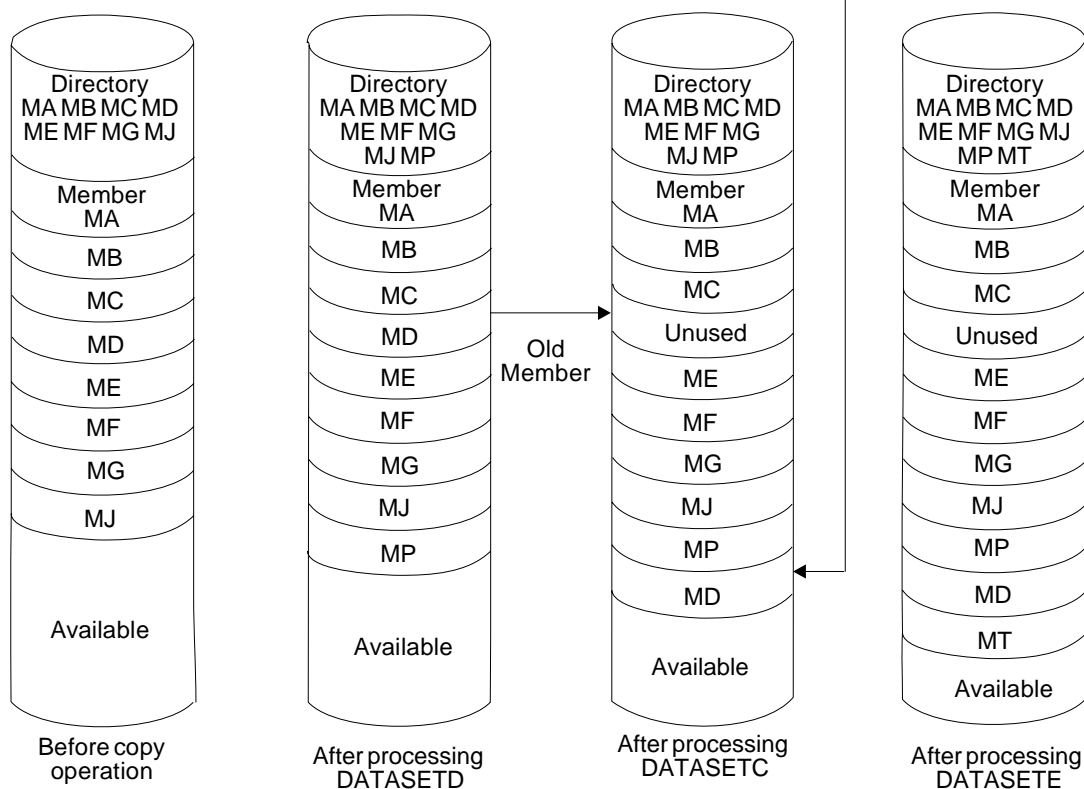 Directory
MA MB MC MD
ME MF MG MJ
Member
MA
MB
MC
MD
ME
MF
MG
MJ
Available
Before copy
operation
Directory
MA MB MC MD
ME MF MG
MJ MP
Member
MA
MB
MC
MD
ME
MF
MG
MJ
MP
Available
After processing
DATASETD
Old
Member
Directory
MA MB MC MD
ME MF MG
MJ MP
Member
MA
MB
MC
Unused
ME
MF
MG
MJ
MP
MD
Available
After processing
DATASETC
Directory
MA MB MC MD
ME MF MG MJ
MP MT
Member
MA
MB
MC
Unused
ME
MF
MG
MJ
MP
MD
MT
Available
After processing
DATASETE